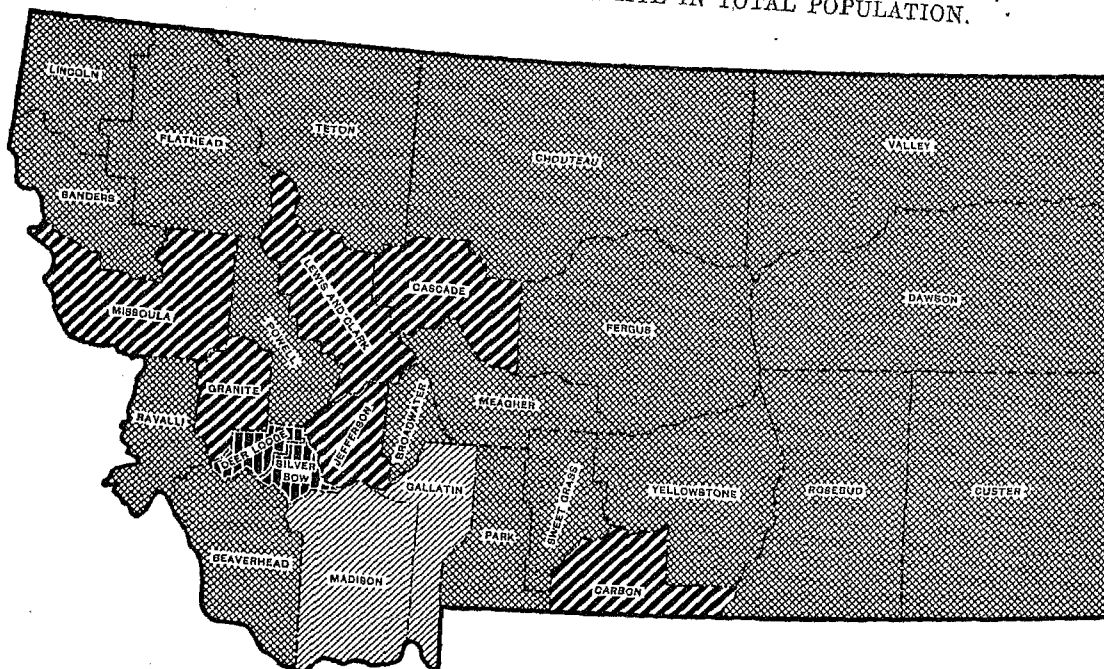 IN TOTAL POPULATION.
LINCOLN
FLATHEAD
TETON
CHOUTEAU
VALLEY
SANDERS
MISSOULA
LEWIS AND CLARK
CASCADE
DAWSON
FERGUS
POWELL
GRANITE
RAVALLI
MEAGHER
BROADWATER
JEFFERSON
DEER LODGE
SILVER
BOW
GALLATIN
SWEET GRASS
YELLOWSTONE
ROSEBUD
CUSTER
PARK
BEAVERHEAD
MADISON
CARBON